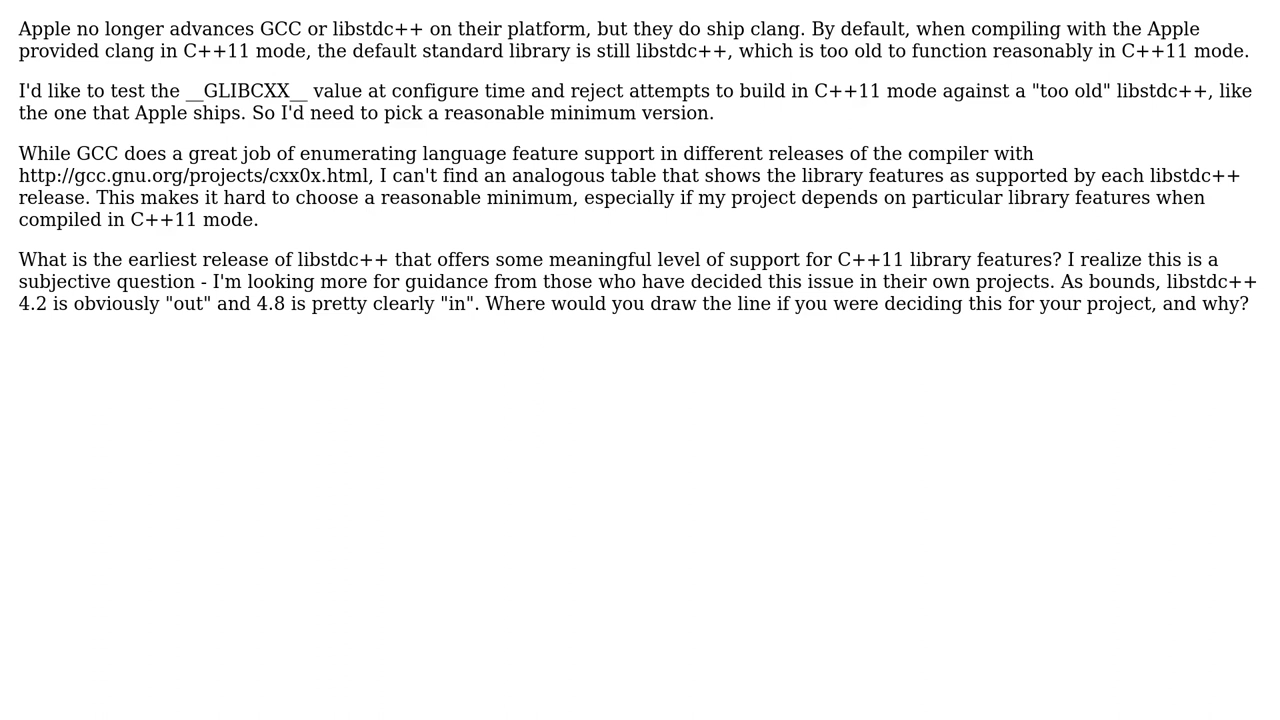 Apple no longer advances GCC or libstdc++ on their platform, but they do ship clang. By default, when compiling with the Apple
provided clang in C++11 mode, the default standard library is still libstdc++, which is too old to function reasonably in C++11 mode.
I'd like to test the __GLIBCXX__ value at configure time and reject attempts to build in C++11 mode against a "too old" libstdc++, like
the one that Apple ships. So I'd need to pick a reasonable minimum version.
While GCC does a great job of enumerating language feature support in different releases of the compiler with
http://gcc.gnu.org/projects/cxx0x.html, I can't find an analogous table that shows the library features as supported by each libstdc++
release. This makes it hard to choose a reasonable minimum, especially if my project depends on particular library features when
compiled in C++11 mode.
What is the earliest release of libstdc++ that offers some meaningful level of support for C++11 library features? I realize this is a
subjective question - I'm looking more for guidance from those who have decided this issue in their own projects. As bounds, libstdc++
4.2 is obviously "out" and 4.8 is pretty clearly "in". Where would you draw the line if you were deciding this for your project, and why?